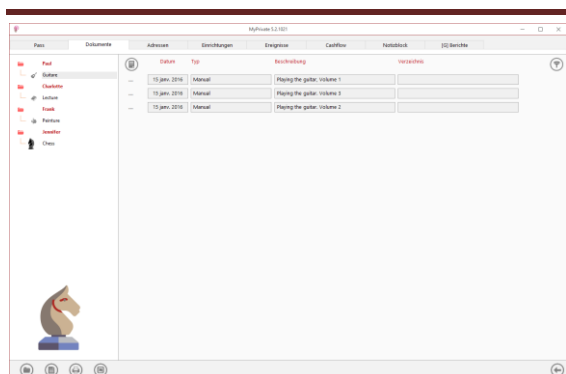 MyPrivate 5.2.1021
Pass Dokumente Adressen Einrichtungen Ereignisse Cashflow Notizblock [G] Berichte
Datum Typ Beschreibung Verzeichnis
Paul
Guitare
Charlotte
Lecture
Frank
Peinture
Jennifer
Chess
15 janv. 2016 Manual Playing the guitar. Volume 1
15 janv. 2016 Manual Playing the guitar. Volume 3
15 janv. 2016 Manual Playing the guitar. Volume 2